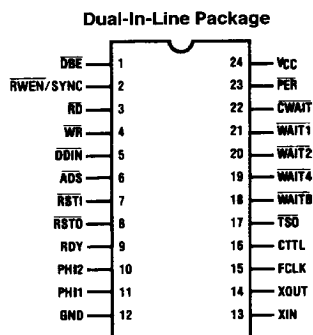 Dual-In-Line Package
DBE 1 24 VCC
RWEN/SYNC 2 23 PER
RD 3 22 CWAIT
WR 4 21 WAIT1
DDIN 5 20 WAIT2
ADS 6 19 WAIT4
RSTI 7 18 WAIT8
RSTO 8 17 TSO
RDY 9 16 CTTL
PHI2 10 15 FCLK
PHI1 11 14 XOUT
GND 12 13 XIN